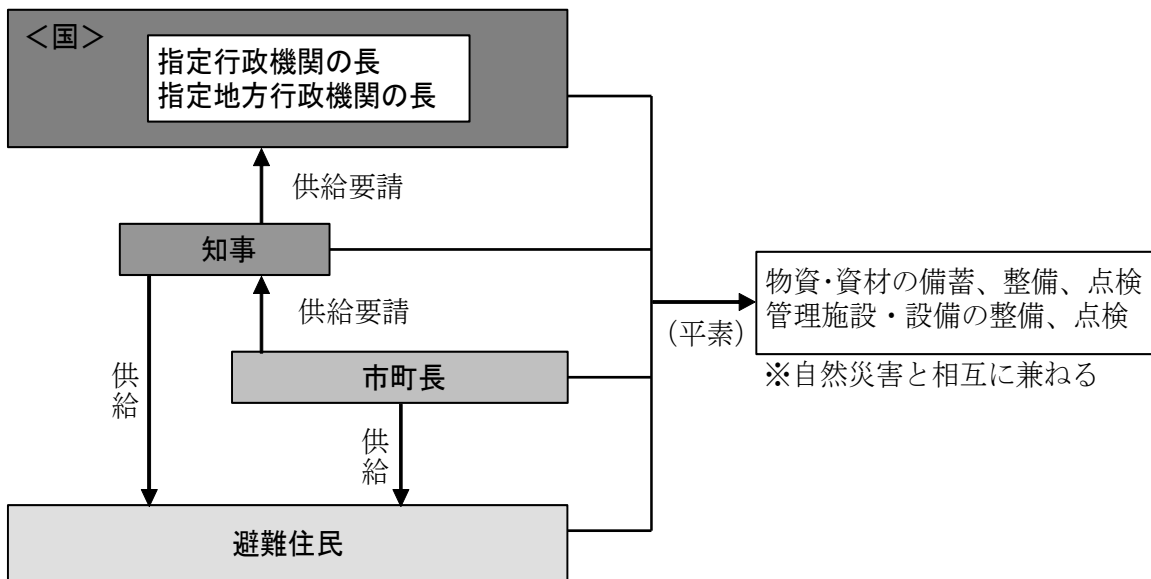 ＜国＞
指定行政機関の長
指定地方行政機関の長
供給要請
知事
供給要請
物資・資材の備蓄、整備、点検
管理施設・設備の整備、点検
(平素)
※自然災害と相互に兼ねる
市町長
供給
供給
避難住民